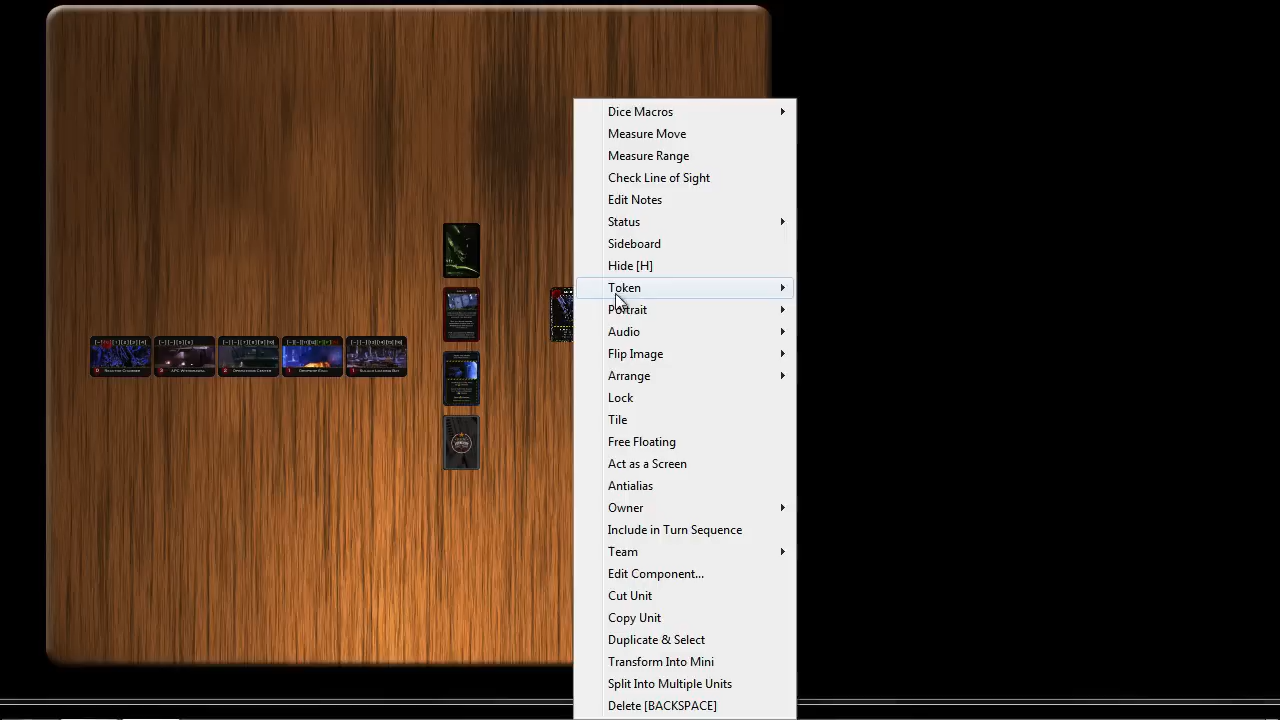 Dice Macros
Measure Move
Measure Range
Check Line of Sight
Edit Notes
Status
Sideboard
Hide [H]
Token
Portrait
Audio
Flip Image
Arrange
Lock
Tile
Free Floating
Act as a Screen
Antialias
Owner
Include in Turn Sequence
Team
Edit Component...
Cut Unit
Copy Unit
Duplicate & Select
Transform Into Mini
Split Into Multiple Units
Delete [BACKSPACE]
Operations Center